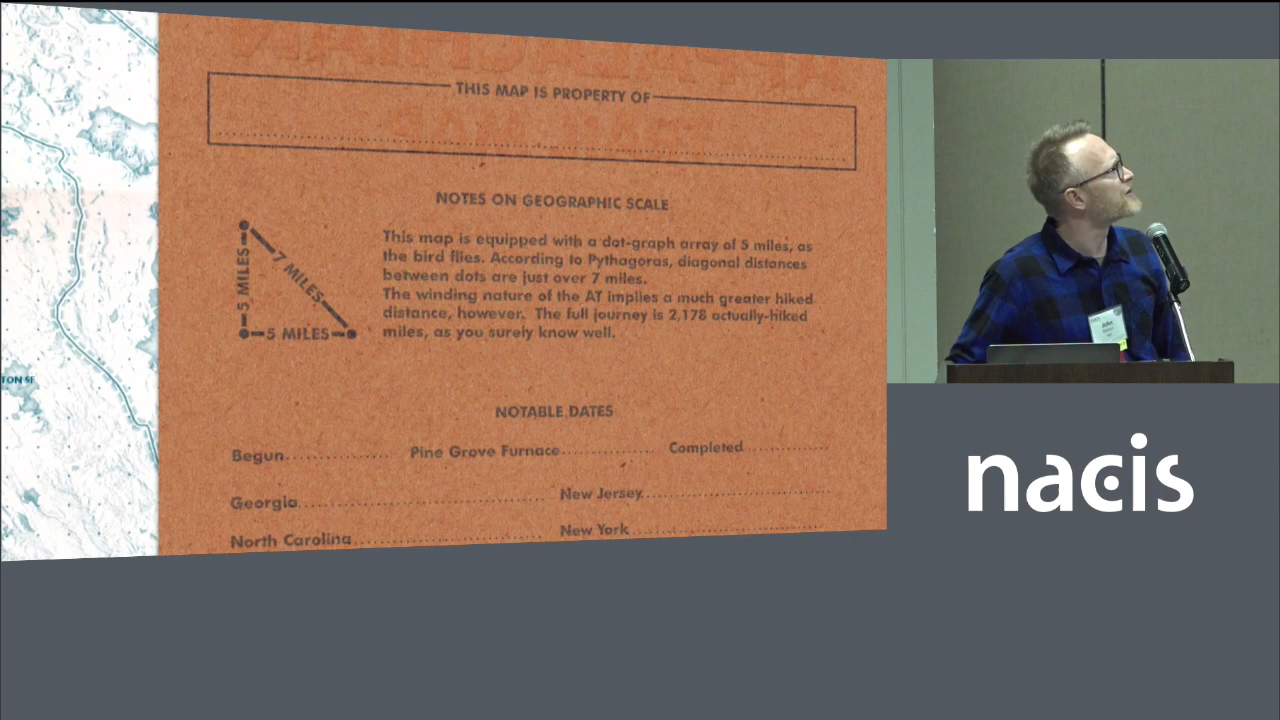 THIS MAP IS PROPERTY OF
NOTES ON GEOGRAPHIC SCALE
5 MILES
7 MILES
5 MILES
This map is equipped with a dot-graph array of 5 miles, as
the bird flies. According to Pythagoras, diagonal distances
between dots are just over 7 miles.
The winding nature of the AT implies a much greater hiked
distance, however. The full journey is 2,178 actually-hiked
miles, as you surely know well.
NOTABLE DATES
Begun
Pine Grove Furnace
Completed
Georgia
New Jersey
North Carolina
New York
TON ST
John
nacis